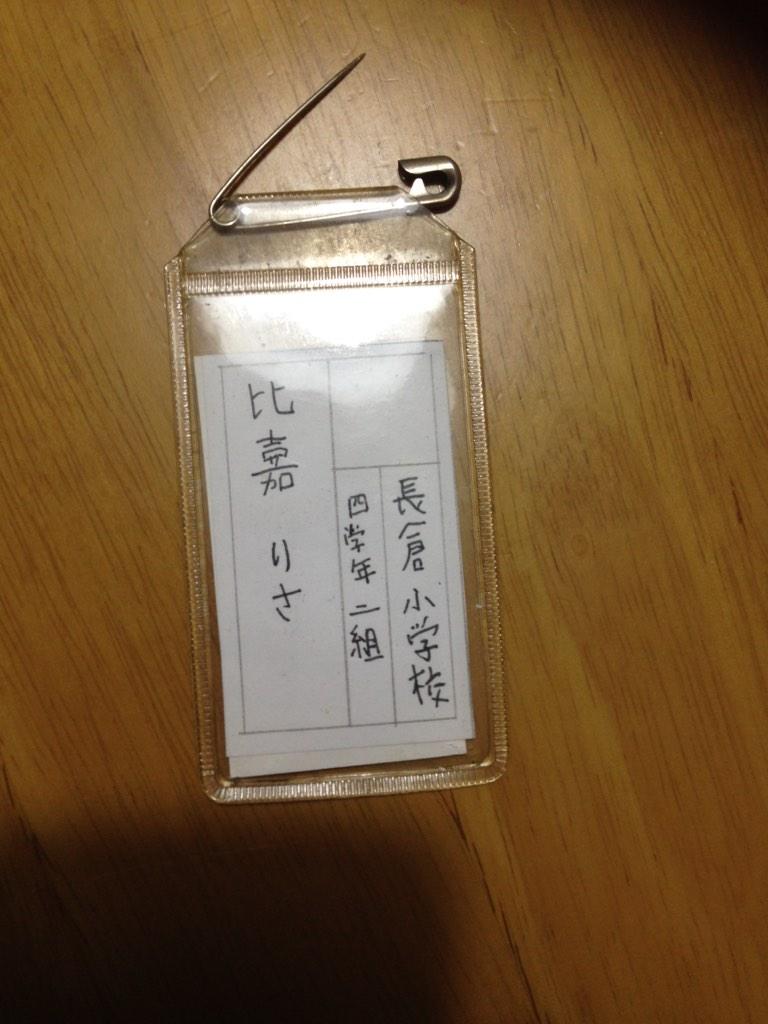 長倉小学校
四学年二組
比嘉 りさ